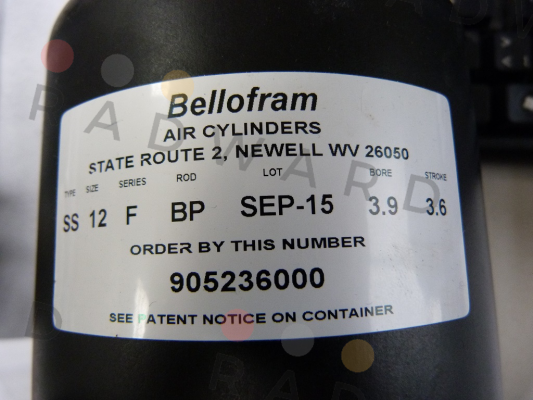 Bellofram
AIR CYLINDERS
STATE ROUTE 2, NEWELL WV 26050
TYPE SIZE SERIES ROD LOT BORE STROKE
SS 12 F BP SEP-15 3.9 3.6
ORDER BY THIS NUMBER
905236000
SEE PATENT NOTICE ON CONTAINER
RADWARD